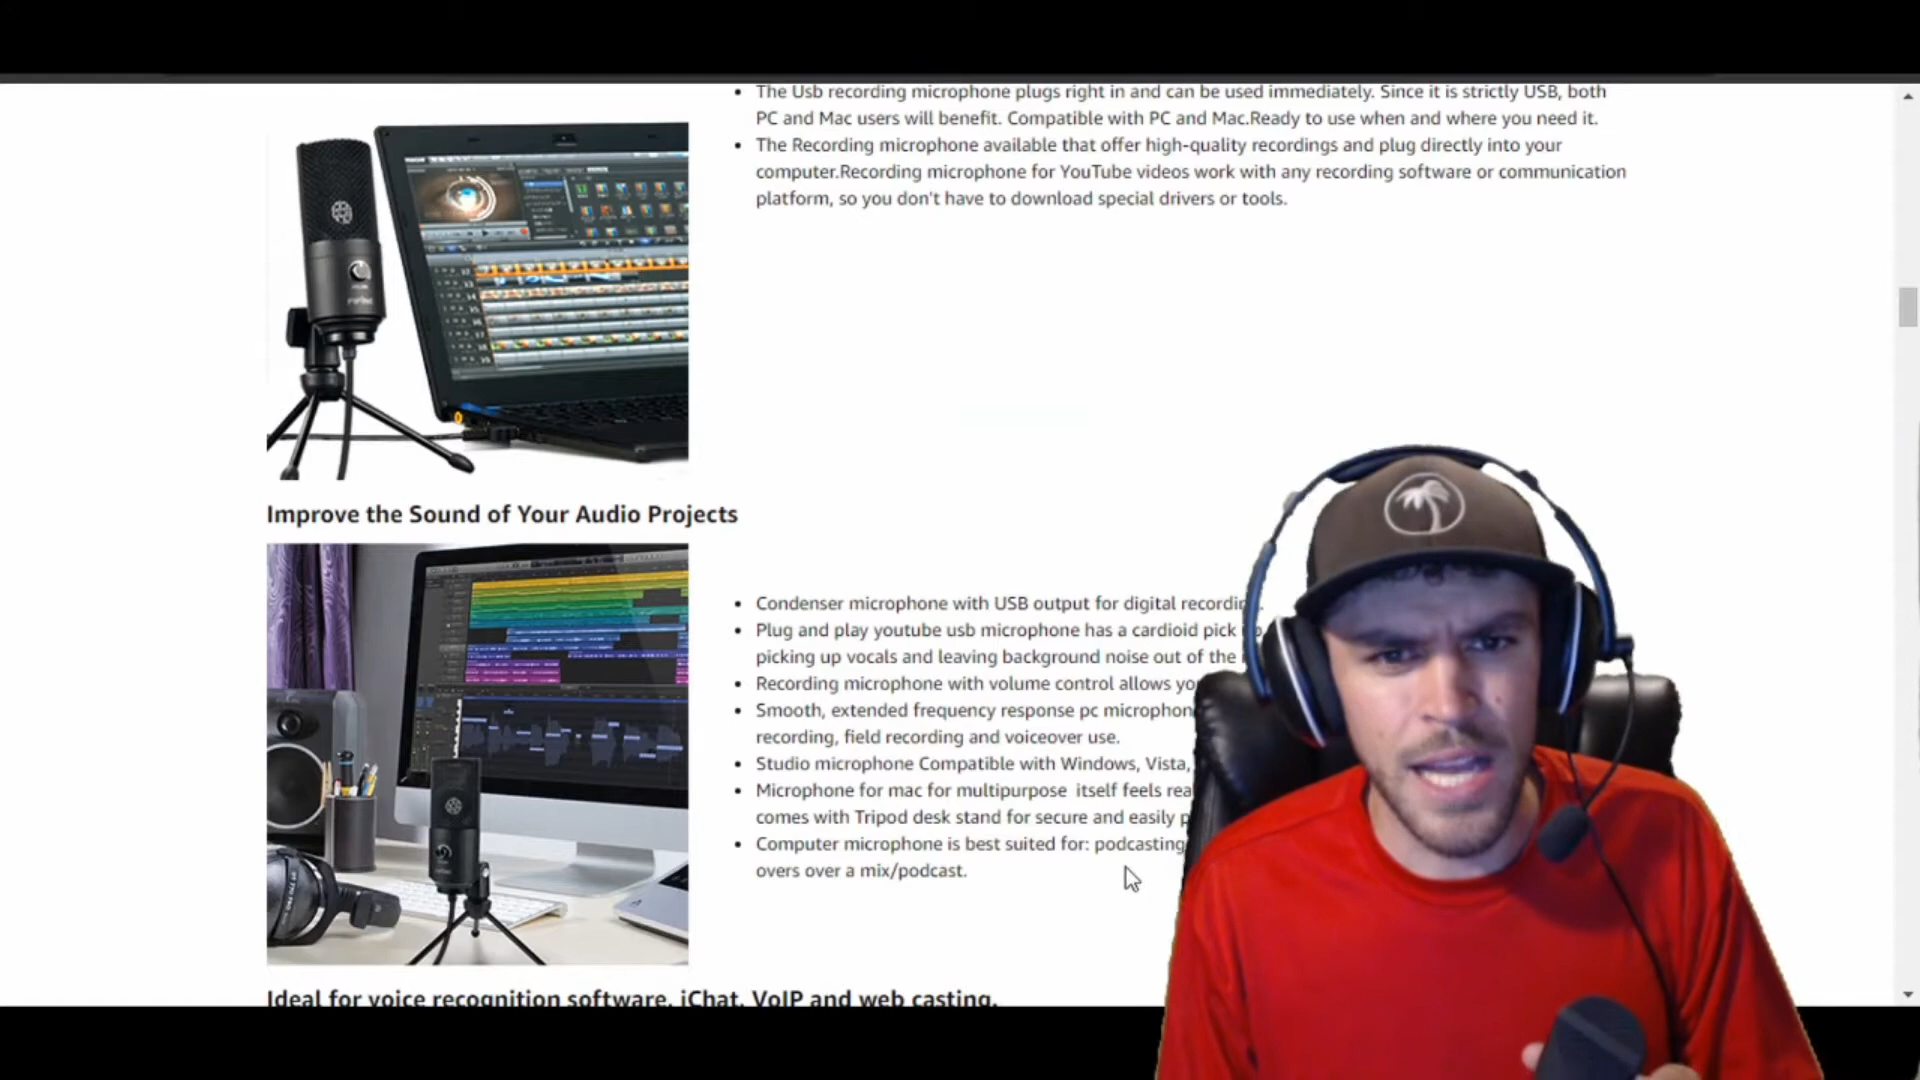 The Usb recording microphone plugs right in and can be used immediately. Since it is strictly USB, both
PC and Mac users will benefit. Compatible with PC and Mac.Ready to use when and where you need it.
The Recording microphone available that offer high-quality recordings and plug directly into your
computer.Recording microphone for YouTube videos work with any recording software or communication
platform, so you don't have to download special drivers or tools.
Improve the Sound of Your Audio Projects
Condenser microphone with USB output for digital
Plug and play youtube usb microphone has a cardioid pick
picking up vocals and leaving background noise out of the
Recording microphone with volume control allows
Smooth, extended frequency response pc
recording, field recording and voiceover use.
Studio microphone Compatible with Windows, Vista,
Microphone for mac for multipurpose itself feels
comes with Tripod desk stand for secure and easily
Computer microphone is best suited for: podcasting
overs over a mix/podcast.
Ideal for voice recognition software, iChat, VoIP and web casting.